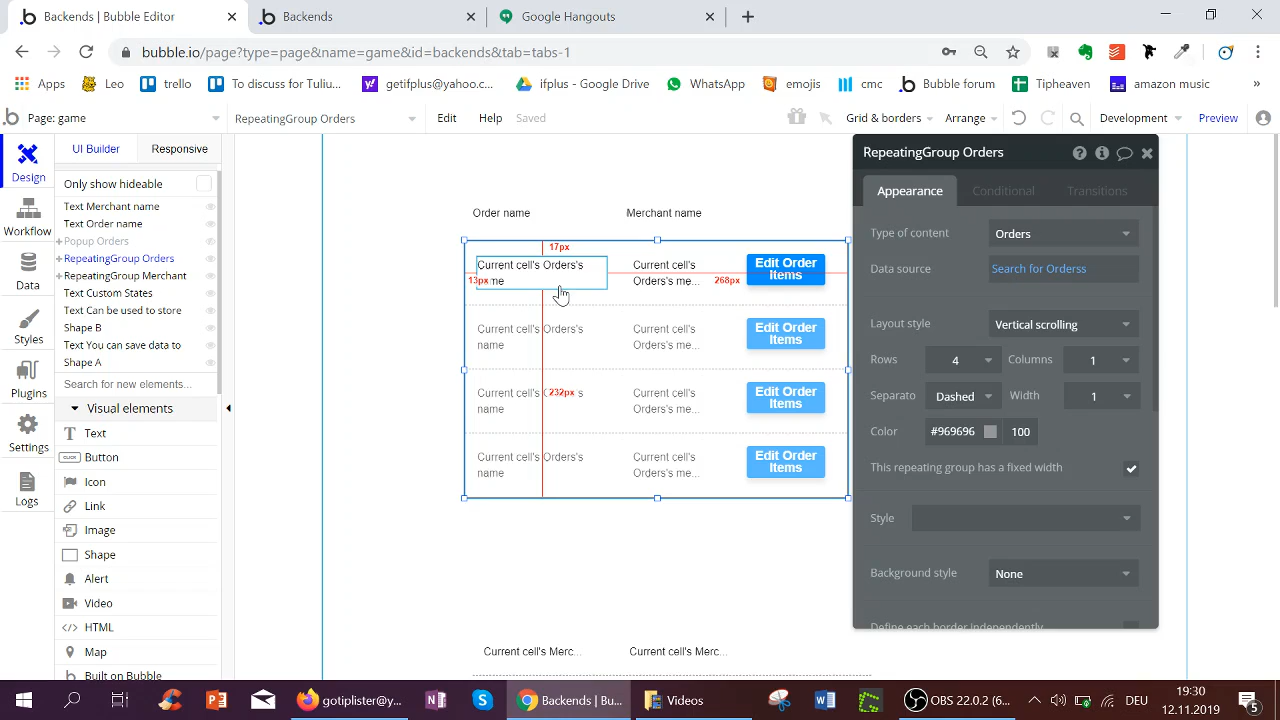 Backends | Bubble Editor
Backends
Google Hangouts
bubble.io/page?type=page&name=game&id=backends&tab=tabs-1
Apps
Leo
trello
To discuss for Tuliu...
getifplus@yahoo.c...
ifplus - Google Drive
WhatsApp
emojis
cmc
Bubble forum
Tipheaven
amazon music
»
Page: game
RepeatingGroup Orders
Edit
Help
Saved
Grid & borders
Arrange
Development
Preview
Design
Workflow
Data
Styles
Plugins
Settings
Logs
UI Builder
Responsive
Only show hideable
Text Merchant name
Text Order name
Popup Orders
RepeatingGroup Orders
RepeatingGroup Merchant
Text Custom States
Text Can be used to store
Shape B
Text You can save data to
Shape A
Search for new elements...
Visual elements
Text
Button
CLICK
Icon
Link
Image
Shape
Alert
Video
HTML
Map
Built on Bubble
Order name
Merchant name
17px
Current cell's Orders's
me
13px
Current cell's
Orders's me...
268px
Edit Order
Items
Current cell's Orders's
name
Current cell's
Orders's me...
Edit Order
Items
Current cell's
232px
s
name
Current cell's
Orders's me...
Edit Order
Items
Current cell's Orders's
name
Current cell's
Orders's me...
Edit Order
Items
Current cell's Merc...
Current cell's Merc...
RepeatingGroup Orders
Appearance
Conditional
Transitions
Type of content
Orders
Data source
Search for Orderss
Layout style
Vertical scrolling
Rows
4
Columns
1
Separato
Dashed
Width
1
Color
#969696
100
This repeating group has a fixed width
Style
Background style
None
Define each border independently
gotiplister@y...
Backends | Bu...
Videos
OBS 22.0.2 (6...
DEU
19:30
12.11.2019
5